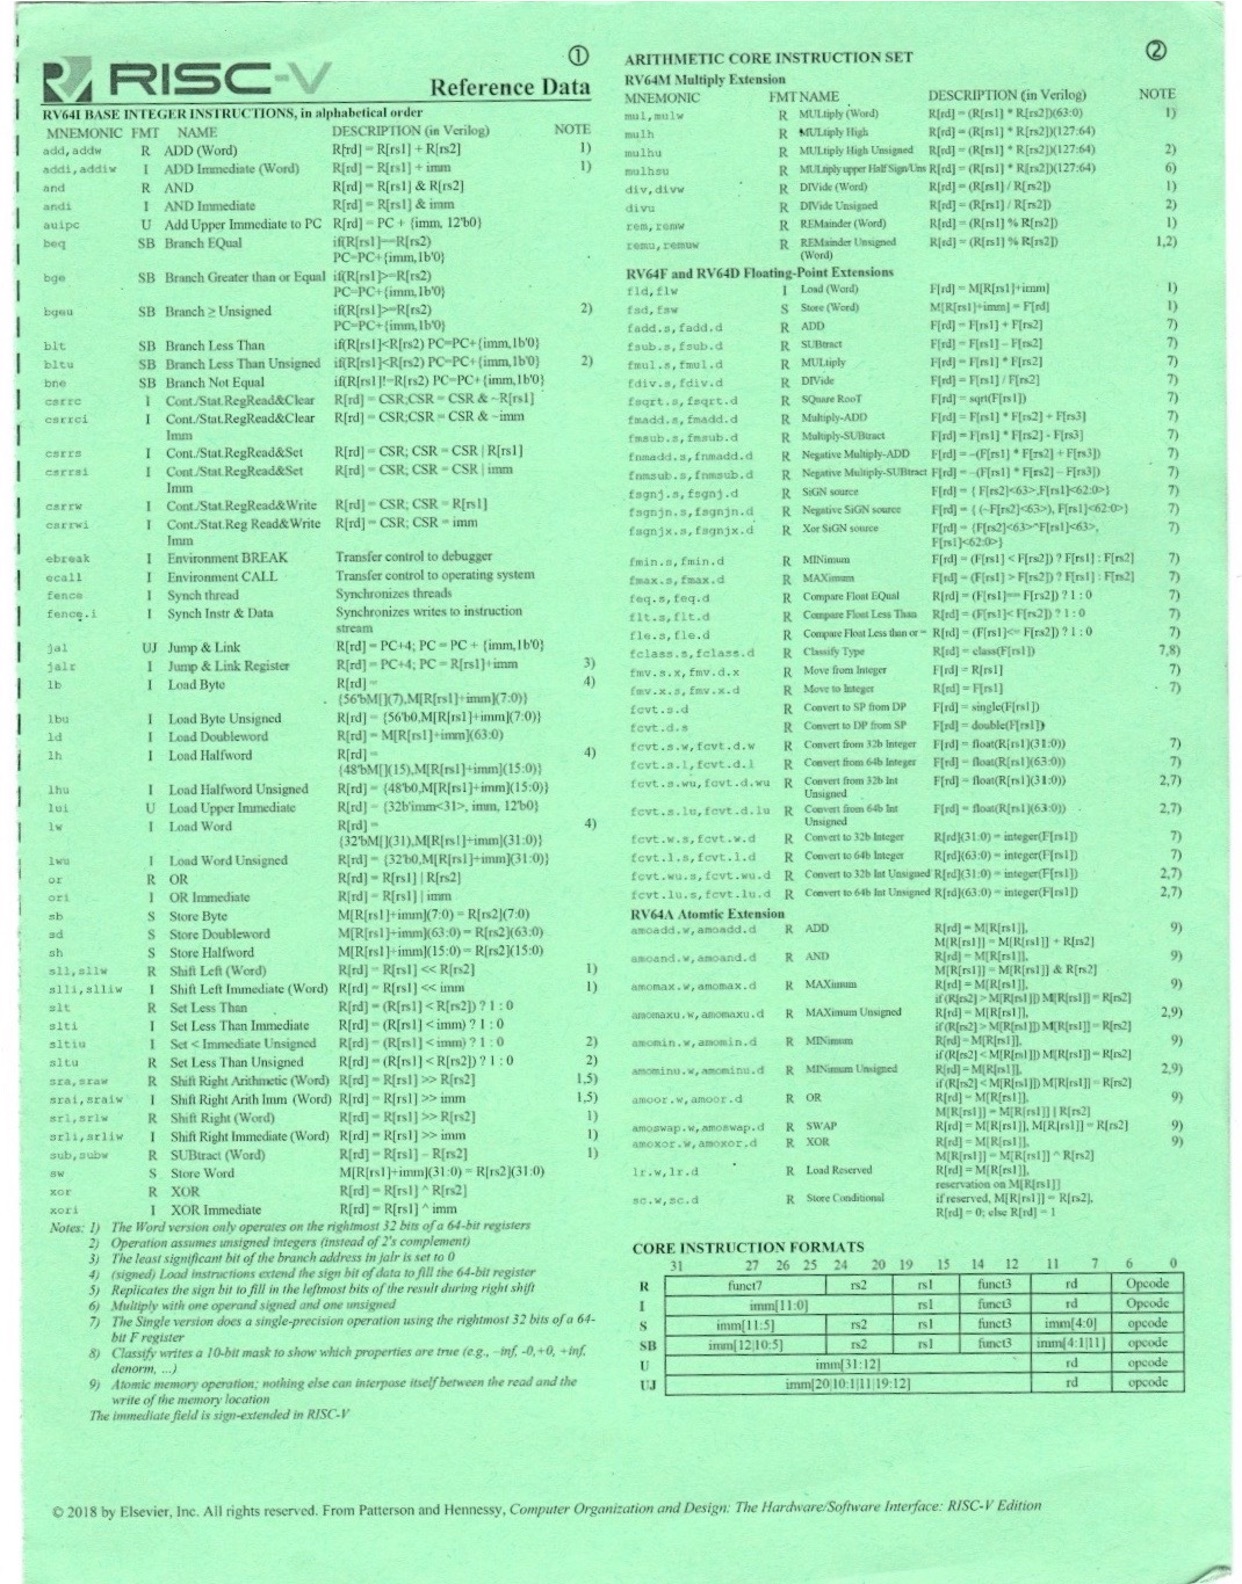 ①
RISC-V
Reference Data
RV64I BASE INTEGER INSTRUCTIONS, in alphabetical order
MNEMONIC FMT NAME DESCRIPTION (in Verilog) NOTE
add,addw R ADD (Word) R[rd] = R[rs1] + R[rs2] 1)
addi,addiw I ADD Immediate (Word) R[rd] = R[rs1] + imm 1)
and R AND R[rd] = R[rs1] & R[rs2]
andi I AND Immediate R[rd] = R[rs1] & imm
auipc U Add Upper Immediate to PC R[rd] = PC + {imm, 12'b0}
beq SB Branch EQual if(R[rs1]==R[rs2)
PC=PC+{imm,1b'0}
bge SB Branch Greater than or Equal if(R[rs1]>=R[rs2)
PC=PC+{imm,1b'0}
bgeu SB Branch ≥ Unsigned if(R[rs1]>=R[rs2) 2)
PC=PC+{imm,1b'0}
blt SB Branch Less Than if(R[rs1]<R[rs2) PC=PC+{imm,1b'0}
bltu SB Branch Less Than Unsigned if(R[rs1]<R[rs2) PC=PC+{imm,1b'0} 2)
bne SB Branch Not Equal if(R[rs1]!=R[rs2) PC=PC+{imm,1b'0}
csrrc I Cont./Stat.RegRead&Clear R[rd] = CSR;CSR = CSR & ~R[rs1]
csrrci I Cont./Stat.RegRead&Clear R[rd] = CSR;CSR = CSR & ~imm
Imm
csrrs I Cont./Stat.RegRead&Set R[rd] = CSR; CSR = CSR | R[rs1]
csrrsi I Cont./Stat.RegRead&Set R[rd] = CSR; CSR = CSR | imm
Imm
csrrw I Cont./Stat.RegRead&Write R[rd] = CSR; CSR = R[rs1]
csrrwi I Cont./Stat.Reg Read&Write R[rd] = CSR; CSR = imm
Imm
ebreak I Environment BREAK Transfer control to debugger
ecall I Environment CALL Transfer control to operating system
fence I Synch thread Synchronizes threads
fence.i I Synch Instr & Data Synchronizes writes to instruction
stream
jal UJ Jump & Link R[rd] = PC+4; PC = PC + {imm,1b'0}
jalr I Jump & Link Register R[rd] = PC+4; PC = R[rs1]+imm 3)
lb I Load Byte R[rd] = 4)
{56'bM[](7),M[R[rs1]+imm](7:0)}
lbu I Load Byte Unsigned R[rd] = {56'b0,M[R[rs1]+imm](7:0)}
ld I Load Doubleword R[rd] = M[R[rs1]+imm](63:0)
lh I Load Halfword R[rd] = 4)
{48'bM[](15),M[R[rs1]+imm](15:0)}
lhu I Load Halfword Unsigned R[rd] = {48'b0,M[R[rs1]+imm](15:0)}
lui U Load Upper Immediate R[rd] = {32b'imm<31>, imm, 12'b0}
lw I Load Word R[rd] = 4)
{32'bM[](31),M[R[rs1]+imm](31:0)}
lwu I Load Word Unsigned R[rd] = {32'b0,M[R[rs1]+imm](31:0)}
or R OR R[rd] = R[rs1] | R[rs2]
ori I OR Immediate R[rd] = R[rs1] | imm
sb S Store Byte M[R[rs1]+imm](7:0) = R[rs2](7:0)
sd S Store Doubleword M[R[rs1]+imm](63:0) = R[rs2](63:0)
sh S Store Halfword M[R[rs1]+imm](15:0) = R[rs2](15:0)
sll,sllw R Shift Left (Word) R[rd] = R[rs1] << R[rs2] 1)
slli,slliw I Shift Left Immediate (Word) R[rd] = R[rs1] << imm 1)
slt R Set Less Than R[rd] = (R[rs1] < R[rs2]) ? 1 : 0
slti I Set Less Than Immediate R[rd] = (R[rs1] < imm) ? 1 : 0
sltiu I Set < Immediate Unsigned R[rd] = (R[rs1] < imm) ? 1 : 0 2)
sltu R Set Less Than Unsigned R[rd] = (R[rs1] < R[rs2]) ? 1 : 0 2)
sra,sraw R Shift Right Arithmetic (Word) R[rd] = R[rs1] >> R[rs2] 1,5)
srai,sraiw I Shift Right Arith Imm (Word) R[rd] = R[rs1] >> imm 1,5)
srl,srlw R Shift Right (Word) R[rd] = R[rs1] >> R[rs2] 1)
srli,srliw I Shift Right Immediate (Word) R[rd] = R[rs1] >> imm 1)
sub,subw R SUBtract (Word) R[rd] = R[rs1] – R[rs2] 1)
sw S Store Word M[R[rs1]+imm](31:0) = R[rs2](31:0)
xor R XOR R[rd] = R[rs1] ^ R[rs2]
xori I XOR Immediate R[rd] = R[rs1] ^ imm
Notes: 1) The Word version only operates on the rightmost 32 bits of a 64-bit registers
2) Operation assumes unsigned integers (instead of 2's complement)
3) The least significant bit of the branch address in jalr is set to 0
4) (signed) Load instructions extend the sign bit of data to fill the 64-bit register
5) Replicates the sign bit to fill in the leftmost bits of the result during right shift
6) Multiply with one operand signed and one unsigned
7) The Single version does a single-precision operation using the rightmost 32 bits of a 64-
bit F register
8) Classify writes a 10-bit mask to show which properties are true (e.g., –inf, -0,+0, +inf,
denorm, ...)
9) Atomic memory operation; nothing else can interpose itself between the read and the
write of the memory location
The immediate field is sign-extended in RISC-V
②
ARITHMETIC CORE INSTRUCTION SET
RV64M Multiply Extension
MNEMONIC FMT NAME DESCRIPTION (in Verilog) NOTE
mul,mulw R MULtiply (Word) R[rd] = (R[rs1] * R[rs2])(63:0) 1)
mulh R MULtiply High R[rd] = (R[rs1] * R[rs2])(127:64)
mulhu R MULtiply High Unsigned R[rd] = (R[rs1] * R[rs2])(127:64) 2)
mulhsu R MULtiply upper Half Sign/Uns R[rd] = (R[rs1] * R[rs2])(127:64) 6)
div,divw R DIVide (Word) R[rd] = (R[rs1] / R[rs2]) 1)
divu R DIVide Unsigned R[rd] = (R[rs1] / R[rs2]) 2)
rem,remw R REMainder (Word) R[rd] = (R[rs1] % R[rs2]) 1)
remu,remuw R REMainder Unsigned R[rd] = (R[rs1] % R[rs2]) 1,2)
(Word)
RV64F and RV64D Floating-Point Extensions
fld,flw I Load (Word) F[rd] = M[R[rs1]+imm] 1)
fsd,fsw S Store (Word) M[R[rs1]+imm] = F[rd] 1)
fadd.s,fadd.d R ADD F[rd] = F[rs1] + F[rs2] 7)
fsub.s,fsub.d R SUBtract F[rd] = F[rs1] – F[rs2] 7)
fmul.s,fmul.d R MULtiply F[rd] = F[rs1] * F[rs2] 7)
fdiv.s,fdiv.d R DIVide F[rd] = F[rs1] / F[rs2] 7)
fsqrt.s,fsqrt.d R SQuare RooT F[rd] = sqrt(F[rs1]) 7)
fmadd.s,fmadd.d R Multiply-ADD F[rd] = F[rs1] * F[rs2] + F[rs3] 7)
fmsub.s,fmsub.d R Multiply-SUBtract F[rd] = F[rs1] * F[rs2] - F[rs3] 7)
fnmadd.s,fnmadd.d R Negative Multiply-ADD F[rd] = –(F[rs1] * F[rs2] + F[rs3]) 7)
fnmsub.s,fnmsub.d R Negative Multiply-SUBtract F[rd] = –(F[rs1] * F[rs2] – F[rs3]) 7)
fsgnj.s,fsgnj.d R SiGN source F[rd] = { F[rs2]<63>,F[rs1]<62:0>} 7)
fsgnjn.s,fsgnjn.d R Negative SiGN source F[rd] = { (~F[rs2]<63>), F[rs1]<62:0>} 7)
fsgnjx.s,fsgnjx.d R Xor SiGN source F[rd] = {F[rs2]<63>^F[rs1]<63>, 7)
F[rs1]<62:0>}
fmin.s,fmin.d R MINimum F[rd] = (F[rs1] < F[rs2]) ? F[rs1] : F[rs2] 7)
fmax.s,fmax.d R MAXimum F[rd] = (F[rs1] > F[rs2]) ? F[rs1] : F[rs2] 7)
feq.s,feq.d R Compare Float EQual R[rd] = (F[rs1]== F[rs2]) ? 1 : 0 7)
flt.s,flt.d R Compare Float Less Than R[rd] = (F[rs1]< F[rs2]) ? 1 : 0 7)
fle.s,fle.d R Compare Float Less than or = R[rd] = (F[rs1]<= F[rs2]) ? 1 : 0 7)
fclass.s,fclass.d R Classify Type R[rd] = class(F[rs1]) 7,8)
fmv.s.x,fmv.d.x R Move from Integer F[rd] = R[rs1] 7)
fmv.x.s,fmv.x.d R Move to Integer R[rd] = F[rs1] 7)
fcvt.s.d R Convert to SP from DP F[rd] = single(F[rs1])
fcvt.d.s R Convert to DP from SP F[rd] = double(F[rs1])
fcvt.s.w,fcvt.d.w R Convert from 32b Integer F[rd] = float(R[rs1](31:0)) 7)
fcvt.s.l,fcvt.d.l R Convert from 64b Integer F[rd] = float(R[rs1](63:0)) 7)
fcvt.s.wu,fcvt.d.wu R Convert from 32b Int F[rd] = float(R[rs1](31:0)) 2,7)
Unsigned
fcvt.s.lu,fcvt.d.lu R Convert from 64b Int F[rd] = float(R[rs1](63:0)) 2,7)
Unsigned
fcvt.w.s,fcvt.w.d R Convert to 32b Integer R[rd](31:0) = integer(F[rs1]) 7)
fcvt.l.s,fcvt.l.d R Convert to 64b Integer R[rd](63:0) = integer(F[rs1]) 7)
fcvt.wu.s,fcvt.wu.d R Convert to 32b Int Unsigned R[rd](31:0) = integer(F[rs1]) 2,7)
fcvt.lu.s,fcvt.lu.d R Convert to 64b Int Unsigned R[rd](63:0) = integer(F[rs1]) 2,7)
RV64A Atomtic Extension
amoadd.w,amoadd.d R ADD R[rd] = M[R[rs1]], 9)
M[R[rs1]] = M[R[rs1]] + R[rs2]
amoand.w,amoand.d R AND R[rd] = M[R[rs1]], 9)
M[R[rs1]] = M[R[rs1]] & R[rs2]
amomax.w,amomax.d R MAXimum R[rd] = M[R[rs1]], 9)
if (R[rs2] > M[R[rs1]]) M[R[rs1]] = R[rs2]
amomaxu.w,amomaxu.d R MAXimum Unsigned R[rd] = M[R[rs1]], 2,9)
if (R[rs2] > M[R[rs1]]) M[R[rs1]] = R[rs2]
amomin.w,amomin.d R MINimum R[rd] = M[R[rs1]], 9)
if (R[rs2] < M[R[rs1]]) M[R[rs1]] = R[rs2]
amominu.w,amominu.d R MINimum Unsigned R[rd] = M[R[rs1]], 2,9)
if (R[rs2] < M[R[rs1]]) M[R[rs1]] = R[rs2]
amoor.w,amoor.d R OR R[rd] = M[R[rs1]], 9)
M[R[rs1]] = M[R[rs1]] | R[rs2]
amoswap.w,amoswap.d R SWAP R[rd] = M[R[rs1]], M[R[rs1]] = R[rs2] 9)
amoxor.w,amoxor.d R XOR R[rd] = M[R[rs1]], 9)
M[R[rs1]] = M[R[rs1]] ^ R[rs2]
lr.w,lr.d R Load Reserved R[rd] = M[R[rs1]],
reservation on M[R[rs1]]
sc.w,sc.d R Store Conditional if reserved, M[R[rs1]] = R[rs2],
R[rd] = 0; else R[rd] = 1
CORE INSTRUCTION FORMATS
31 27 26 25 24 20 19 15 14 12 11 7 6 0
R funct7 rs2 rs1 funct3 rd Opcode
I imm[11:0] rs1 funct3 rd Opcode
S imm[11:5] rs2 rs1 funct3 imm[4:0] opcode
SB imm[12|10:5] rs2 rs1 funct3 imm[4:1|11] opcode
U imm[31:12] rd opcode
UJ imm[20|10:1|11|19:12] rd opcode
© 2018 by Elsevier, Inc. All rights reserved. From Patterson and Hennessy, Computer Organization and Design: The Hardware/Software Interface: RISC-V Edition